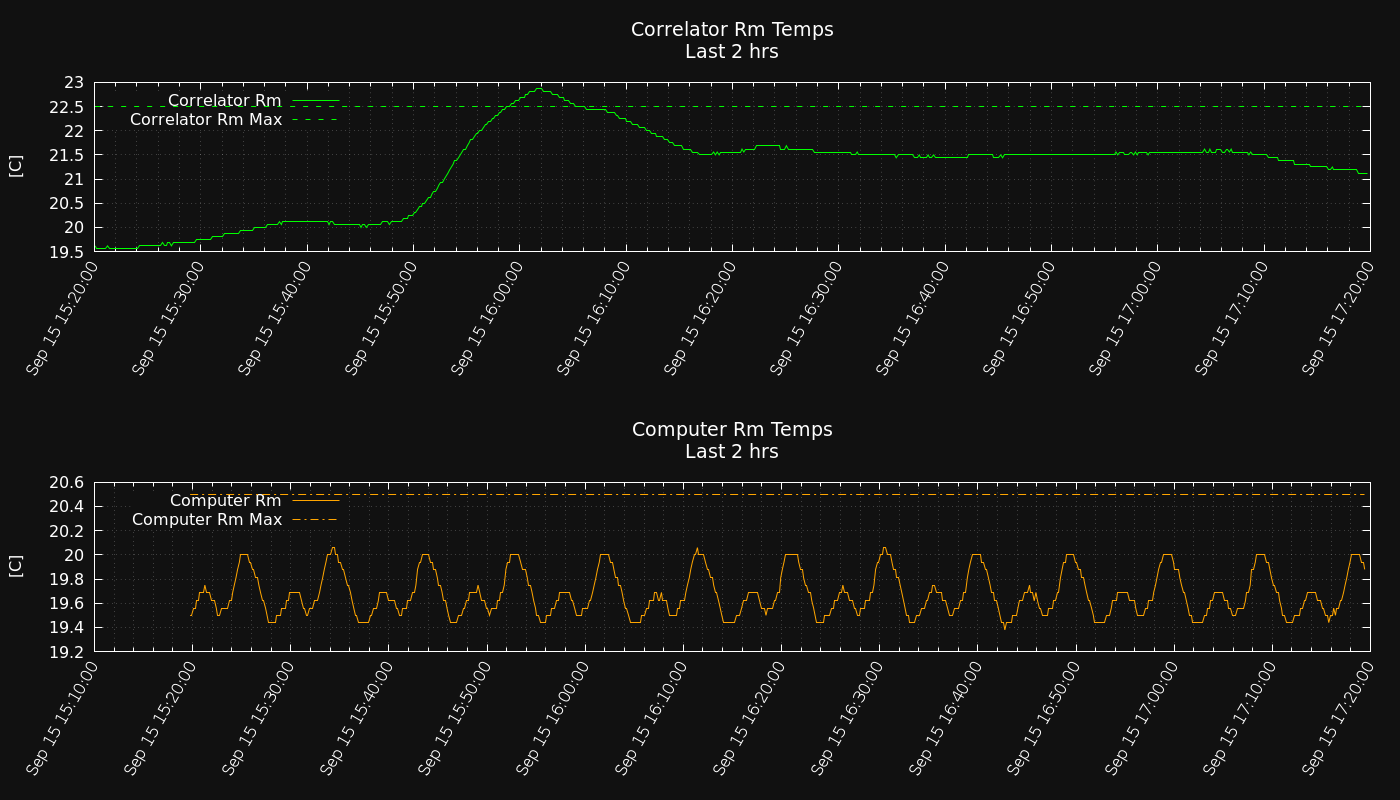 Correlator Rm Temps
Last 2 hrs
[C]
23
22.5
22
21.5
21
20.5
20
19.5
Correlator Rm
Correlator Rm Max
Sep 15 15:20:00
Sep 15 15:30:00
Sep 15 15:40:00
Sep 15 15:50:00
Sep 15 16:00:00
Sep 15 16:10:00
Sep 15 16:20:00
Sep 15 16:30:00
Sep 15 16:40:00
Sep 15 16:50:00
Sep 15 17:00:00
Sep 15 17:10:00
Sep 15 17:20:00
Computer Rm Temps
Last 2 hrs
[C]
20.6
20.4
20.2
20
19.8
19.6
19.4
19.2
Computer Rm
Computer Rm Max
Sep 15 15:10:00
Sep 15 15:20:00
Sep 15 15:30:00
Sep 15 15:40:00
Sep 15 15:50:00
Sep 15 16:00:00
Sep 15 16:10:00
Sep 15 16:20:00
Sep 15 16:30:00
Sep 15 16:40:00
Sep 15 16:50:00
Sep 15 17:00:00
Sep 15 17:10:00
Sep 15 17:20:00